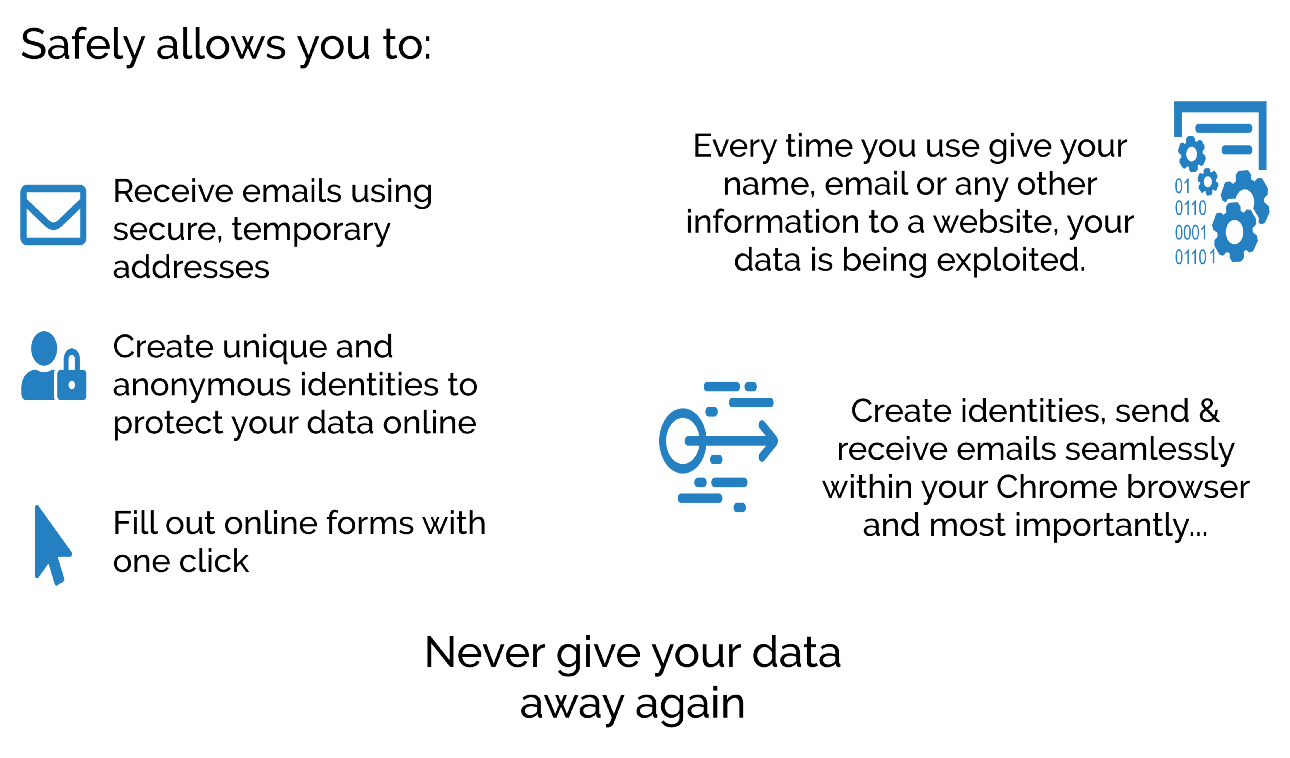 Safely allows you to:
Receive emails using
secure, temporary
addresses
Create unique and
anonymous identities to
protect your data online
Fill out online forms with
one click
Every time you use give your
name, email or any other
information to a website, your
data is being exploited.
01
0110
0001
01101
Create identities, send &
receive emails seamlessly
within your Chrome browser
and most importantly...
Never give your data
away again